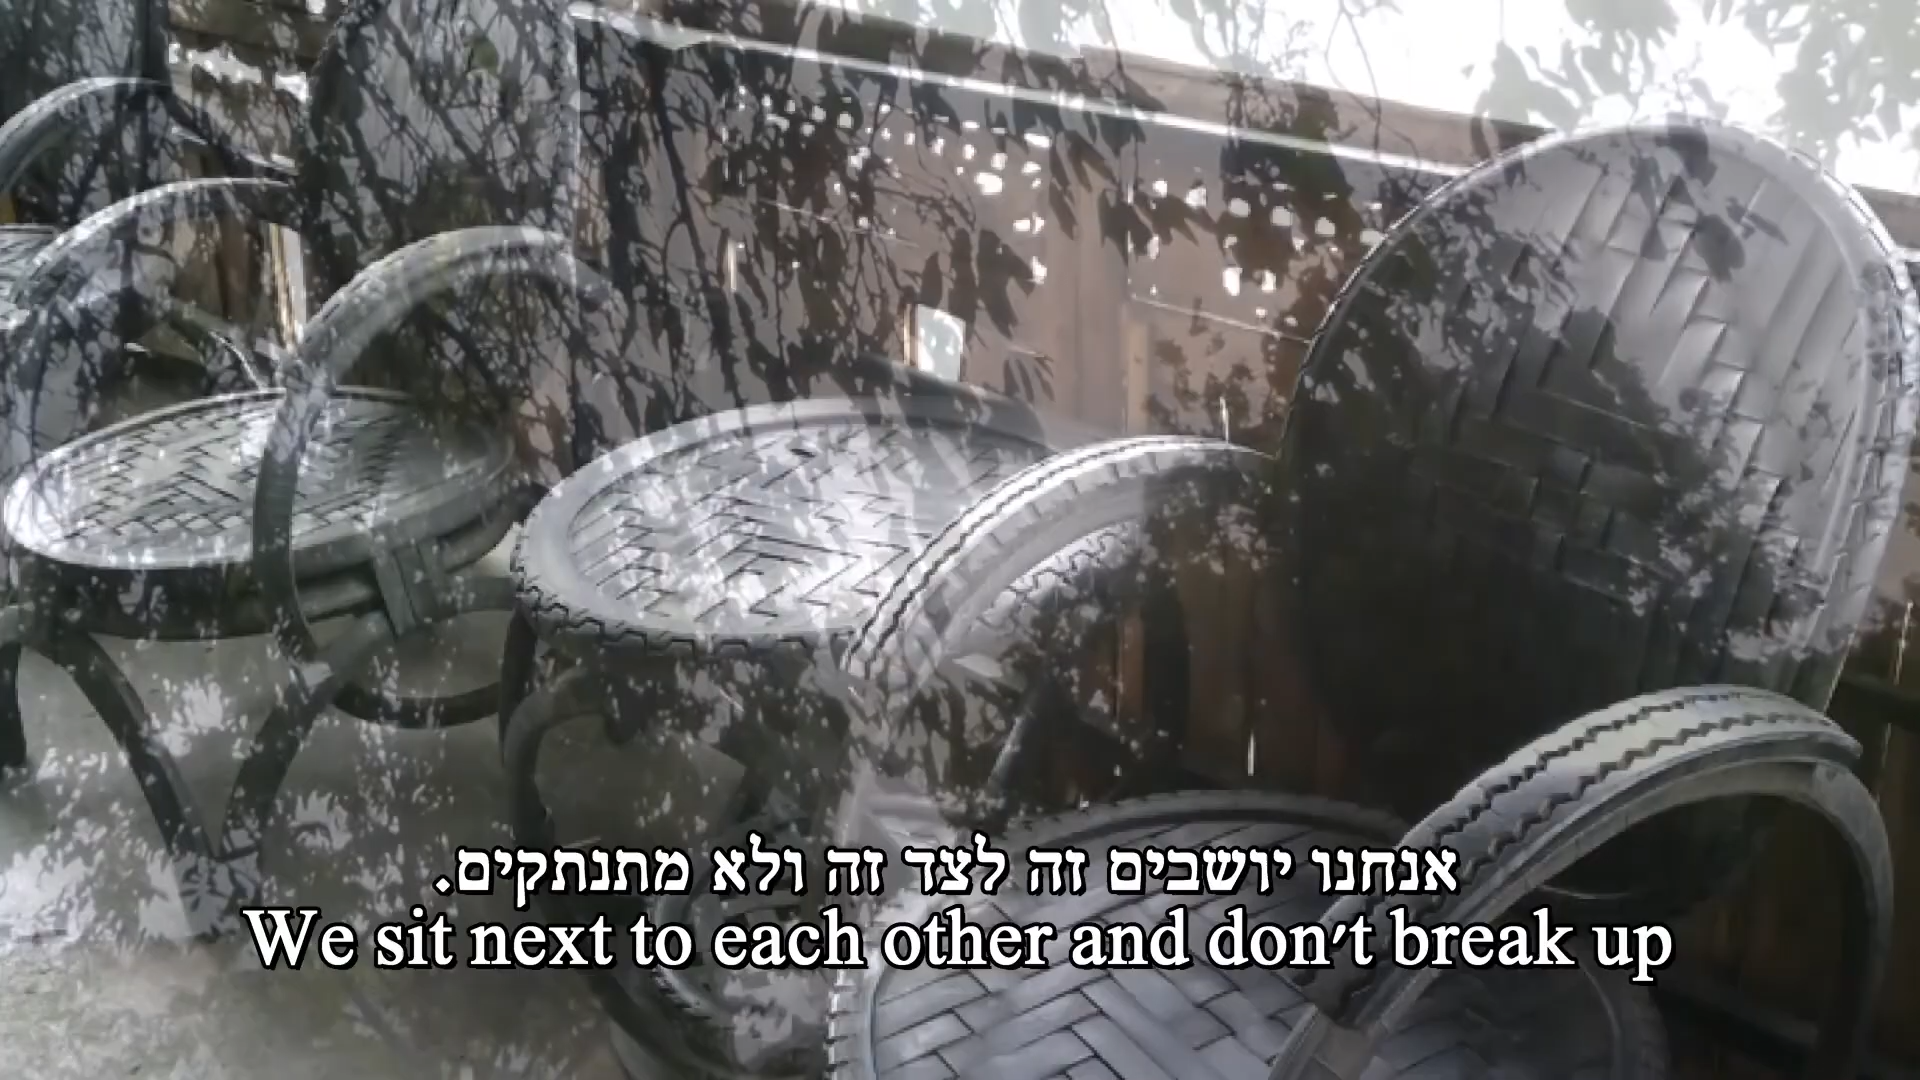 אנחנו יושבים זה לצד זה ולא מתנתקים.
We sit next to each other and don't break up